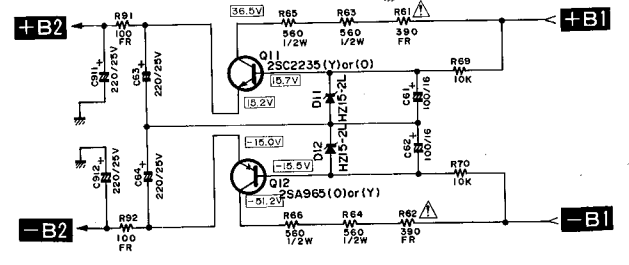 +B2
R91
100
FR
36.5V
R65
560
1/2W
R63
560
1/2W
R61
390
FR
+B1
C911
220/25V
C63
220/25V
Q11
2SC2235(Y)or(O)
15.7V
15.2V
D11
HZ15-2L
C61
100/16
R69
10K
-15.0V
-15.5V
D12
HZ15-2L
C62
100/16
R70
10K
C912
220/25V
C64
220/25V
Q12
2SA965(O)or(Y)
-51.2V
-B2
R92
100
FR
R66
560
1/2W
R64
560
1/2W
R62
390
FR
-B1